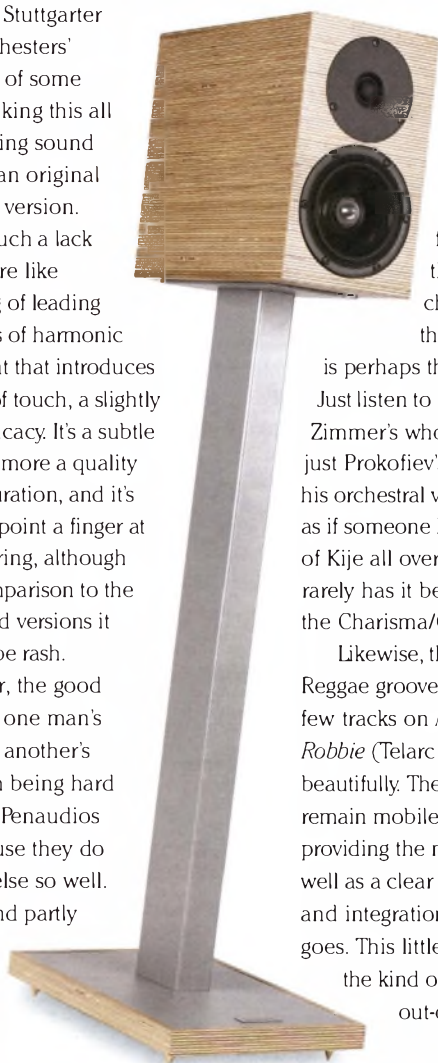 Stuttgarter
hesters'
of some
king this all
ing sound
an original
version.
uch a lack
re like
g of leading
s of harmonic
t that introduces
of touch, a slightly
icacy. It's a subtle
more a quality
uration, and it's
point a finger at
ring, although
mparison to the
d versions it
be rash.
r, the good
one man's
another's
n being hard
Penaudios
use they do
else so well.
nd partly
f
t
ch
th
is perhaps th
Just listen to
Zimmer's who
just Prokofiev'
his orchestral v
as if someone
of Kije all over
rarely has it be
the Charisma/
Likewise, th
Reggae groove
few tracks on
Robbie (Telarc
beautifully. The
remain mobile
providing the r
well as a clear
and integration
goes. This little
the kind o
out-o